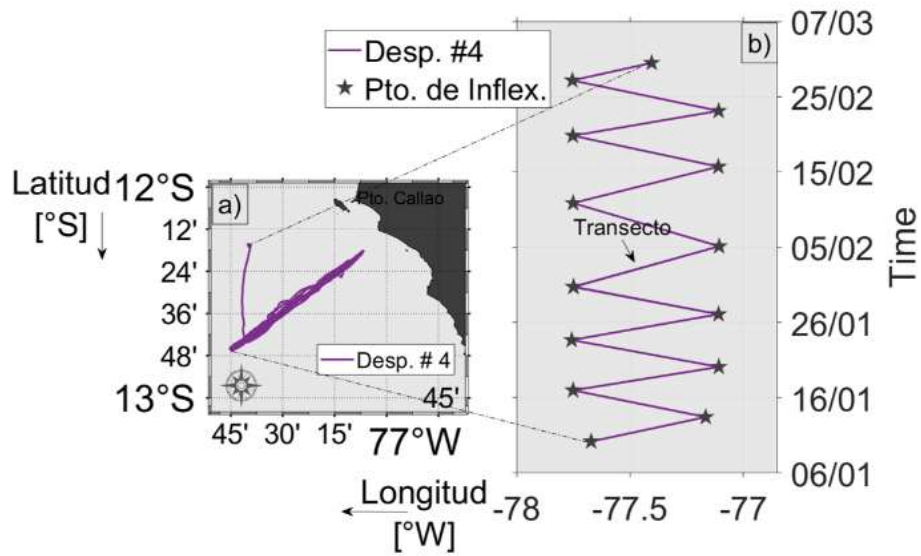 Desp. #4
Pto. de Inflex.
b)
07/03
25/02
15/02
05/02
26/01
16/01
06/01
Time
Transecto
-78
-77.5
-77
Latitud
[°S]
a)
Pto. Callao
12°S
12'
24'
36'
48'
13°S
Desp. # 4
45'
45'
30'
15'
77°W
Longitud
[°W]